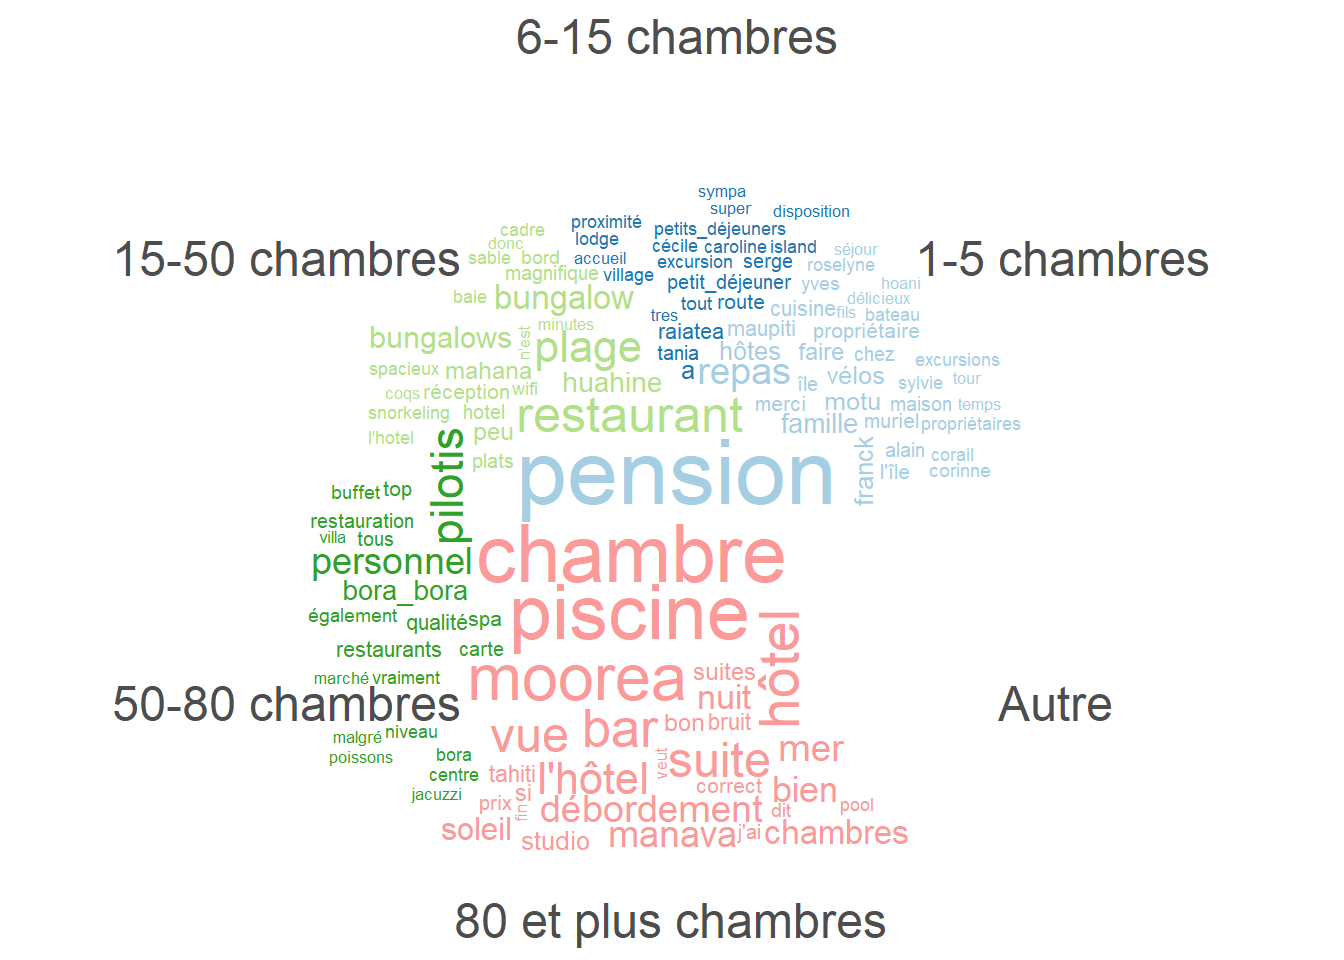 6-15 chambres
sympa
super
disposition
cadre
proximité
petits_déjeuners
donc
lodge
cécile
caroline
island
séjour
15-50 chambres
sable
bord
accueil
excursion
serge
roselyne
1-5 chambres
magnifique
village
petit_déjeuner
yves
hoani
baie
bungalow
tout
route
cuisine
fils
délicieux
bateau
tres
bungalows
minutes
n'est
plage
raiatea
maupiti
propriétaire
tania
hôtes
faire
chez
excursions
spacieux
mahana
huahine
a
repas
île
vélos
sylvie
tour
coqs
réception
wifi
merci
motu
maison
temps
snorkeling
hotel
restaurant
famille
muriel
propriétaires
l'hotel
peu
pilotis
plats
pension
franck
alain
corail
l'île
corinne
buffet
top
restauration
villa
tous
personnel
chambre
bora_bora
également
qualité
spa
piscine
hôtel
restaurants
carte
marché
vraiment
moorea
suites
nuit
50-80 chambres
Autre
malgré
niveau
vue
bar
bon
bruit
poissons
bora
centre
tahiti
l'hôtel
veut
suite
mer
jacuzzi
prix
si
fin
débordement
correct
bien
dit
pool
soleil
studio
manava
j'ai
chambres
80 et plus chambres